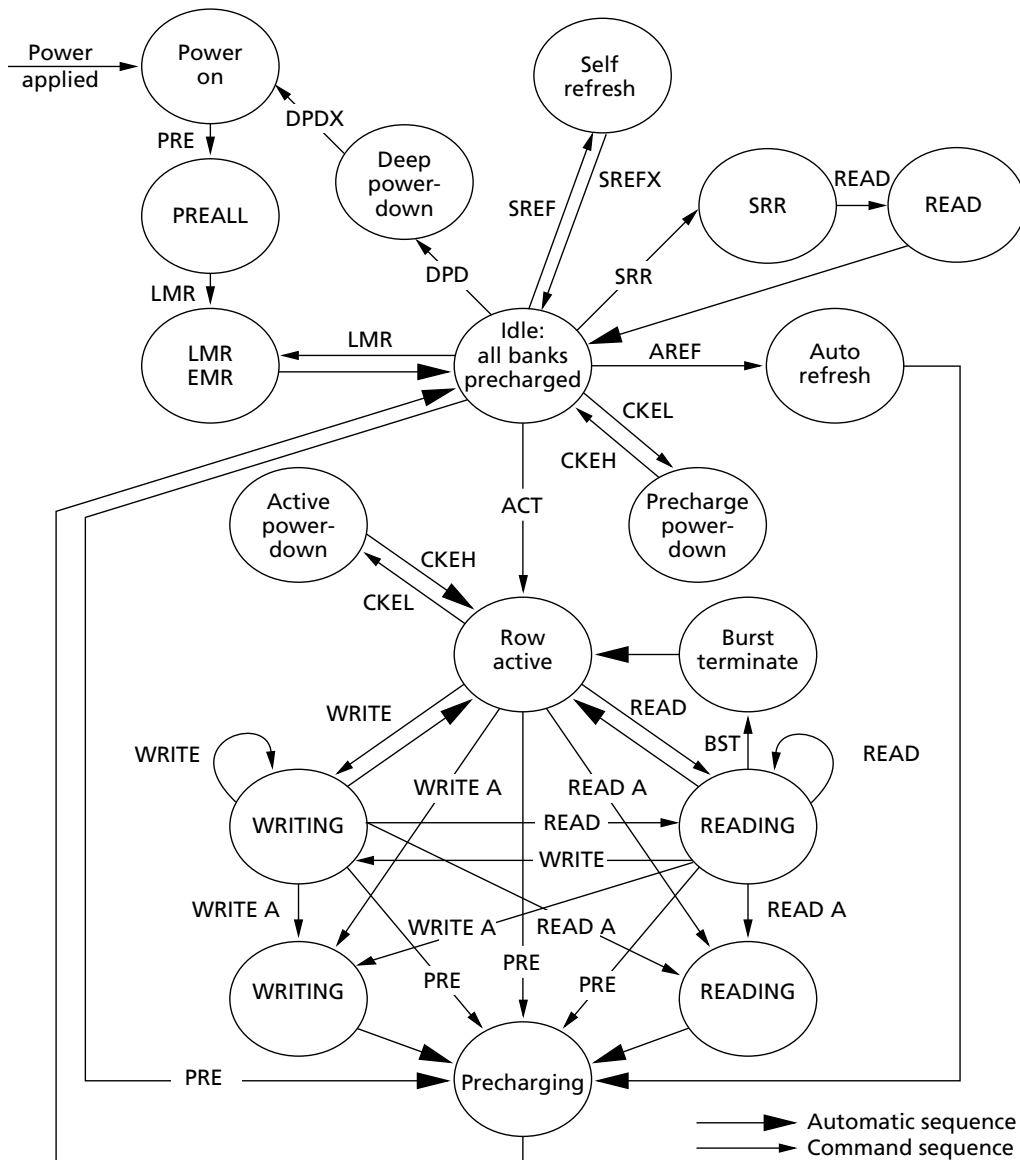 Power
applied
Power
on
Self
refresh
DPDX
PRE
Deep
power-
down
SREFX
READ
PREALL
SREF
SRR
READ
DPD
SRR
LMR
LMR
EMR
LMR
Idle:
all banks
precharged
AREF
Auto
refresh
CKEL
CKEH
Active
power-
down
ACT
Precharge
power-
down
CKEH
CKEL
Row
active
Burst
terminate
WRITE
READ
BST
WRITE
READ
WRITE A
READ A
WRITING
READ
READING
WRITE
WRITE A
WRITE A
READ A
READ A
WRITING
PRE
PRE
PRE
READING
PRE
Precharging
Automatic sequence
Command sequence